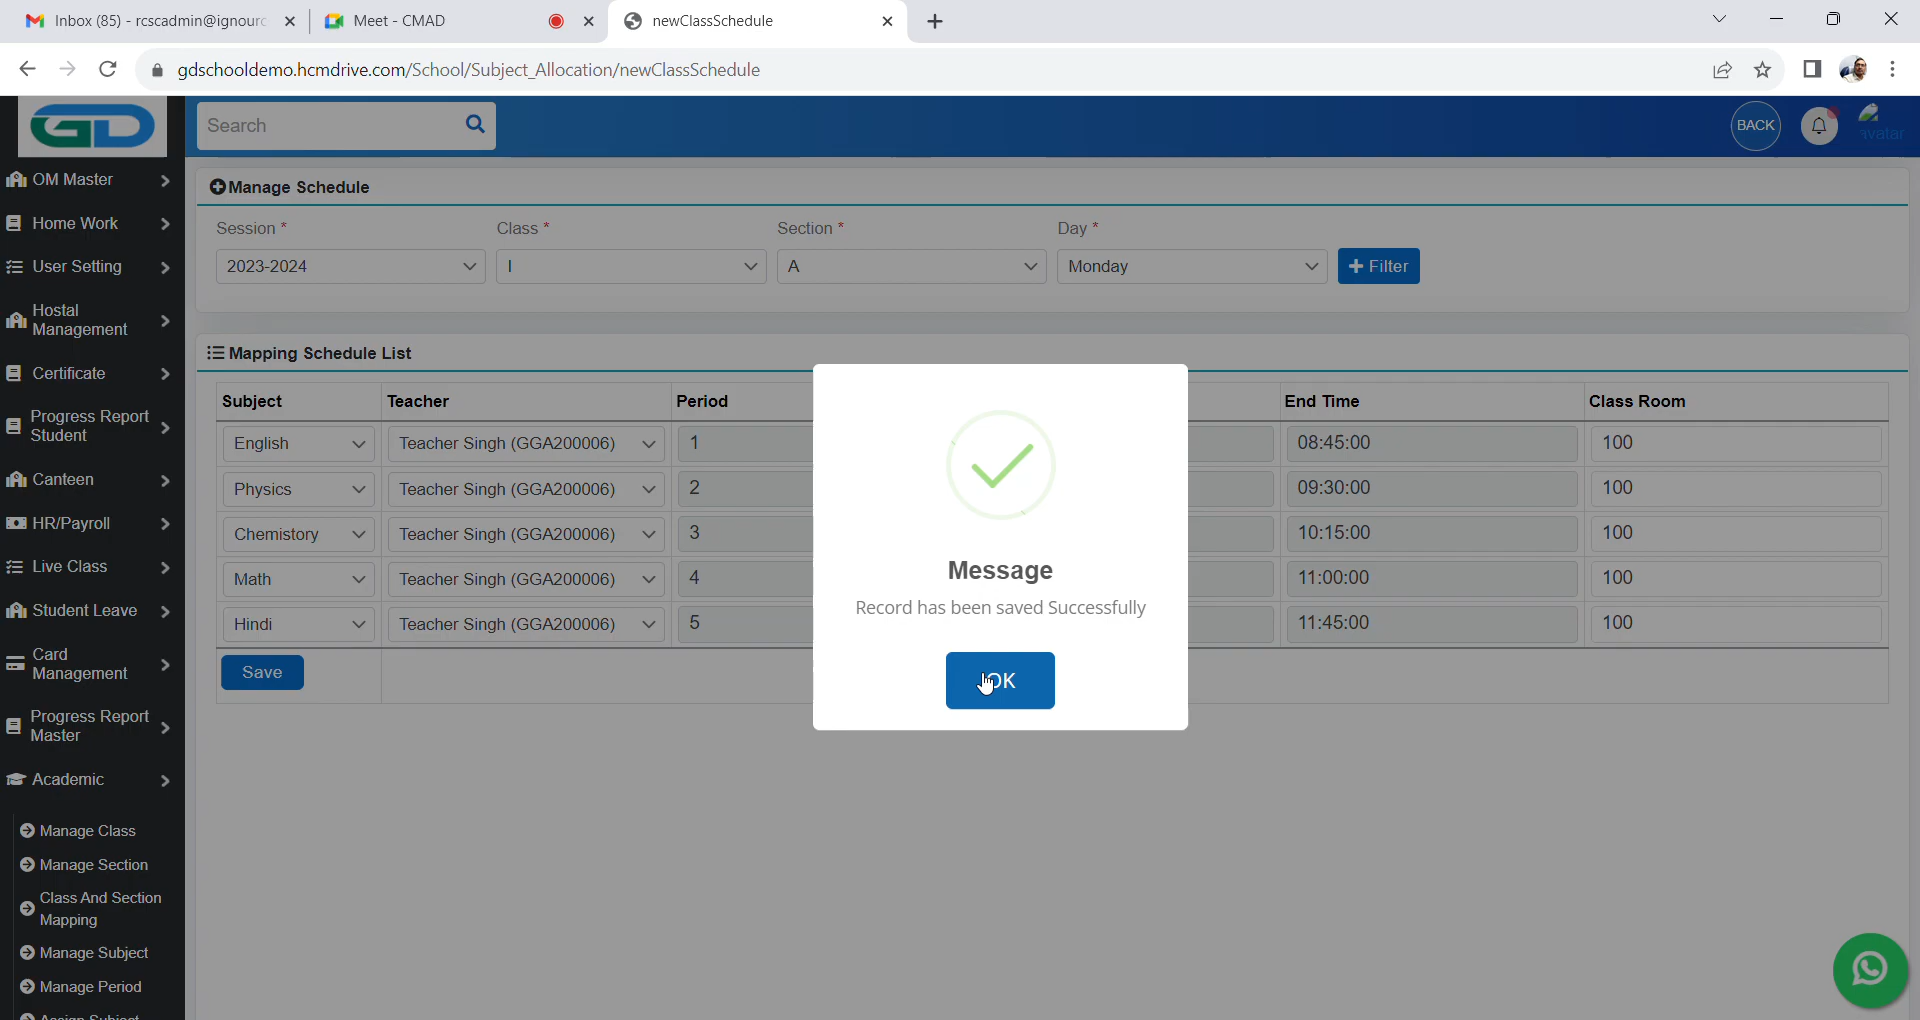 Inbox (85) - rcscadmin@ignourc
Meet - CMAD
newClassSchedule
gdschooldemo.hcmdrive.com/School/Subject_Allocation/newClassSchedule
GD
Search
BACK
avatar
OM Master
Home Work
User Setting
Hostal
Management
Certificate
Progress Report
Student
Canteen
HR/Payroll
Live Class
Student Leave
Card
Management
Progress Report
Master
Academic
Manage Class
Manage Section
Class And Section
Mapping
Manage Subject
Manage Period
Assign Subject
Manage Schedule
Session * Class * Section * Day *
2023-2024 I A Monday + Filter
Mapping Schedule List
Subject Teacher Period End Time Class Room
English Teacher Singh (GGA200006) 1 08:45:00 100
Physics Teacher Singh (GGA200006) 2 09:30:00 100
Chemistory Teacher Singh (GGA200006) 3 10:15:00 100
Math Teacher Singh (GGA200006) 4 11:00:00 100
Hindi Teacher Singh (GGA200006) 5 11:45:00 100
Save
Message
Record has been saved Successfully
OK